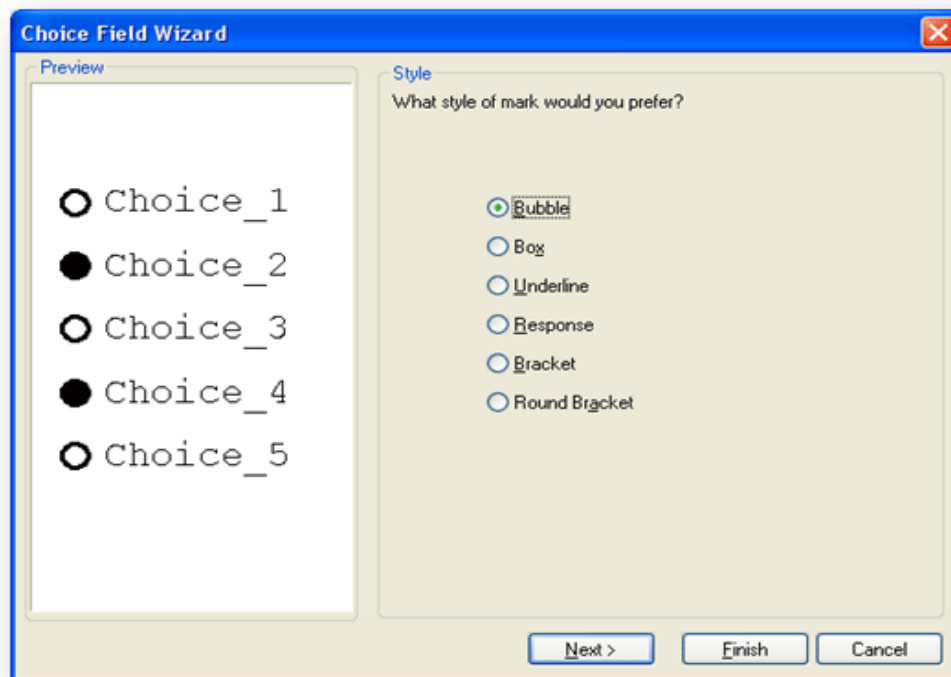 Choice Field Wizard
Preview
Choice_1
Choice_2
Choice_3
Choice_4
Choice_5
Style
What style of mark would you prefer?
Bubble
Box
Underline
Response
Bracket
Round Bracket
Next >
Finish
Cancel